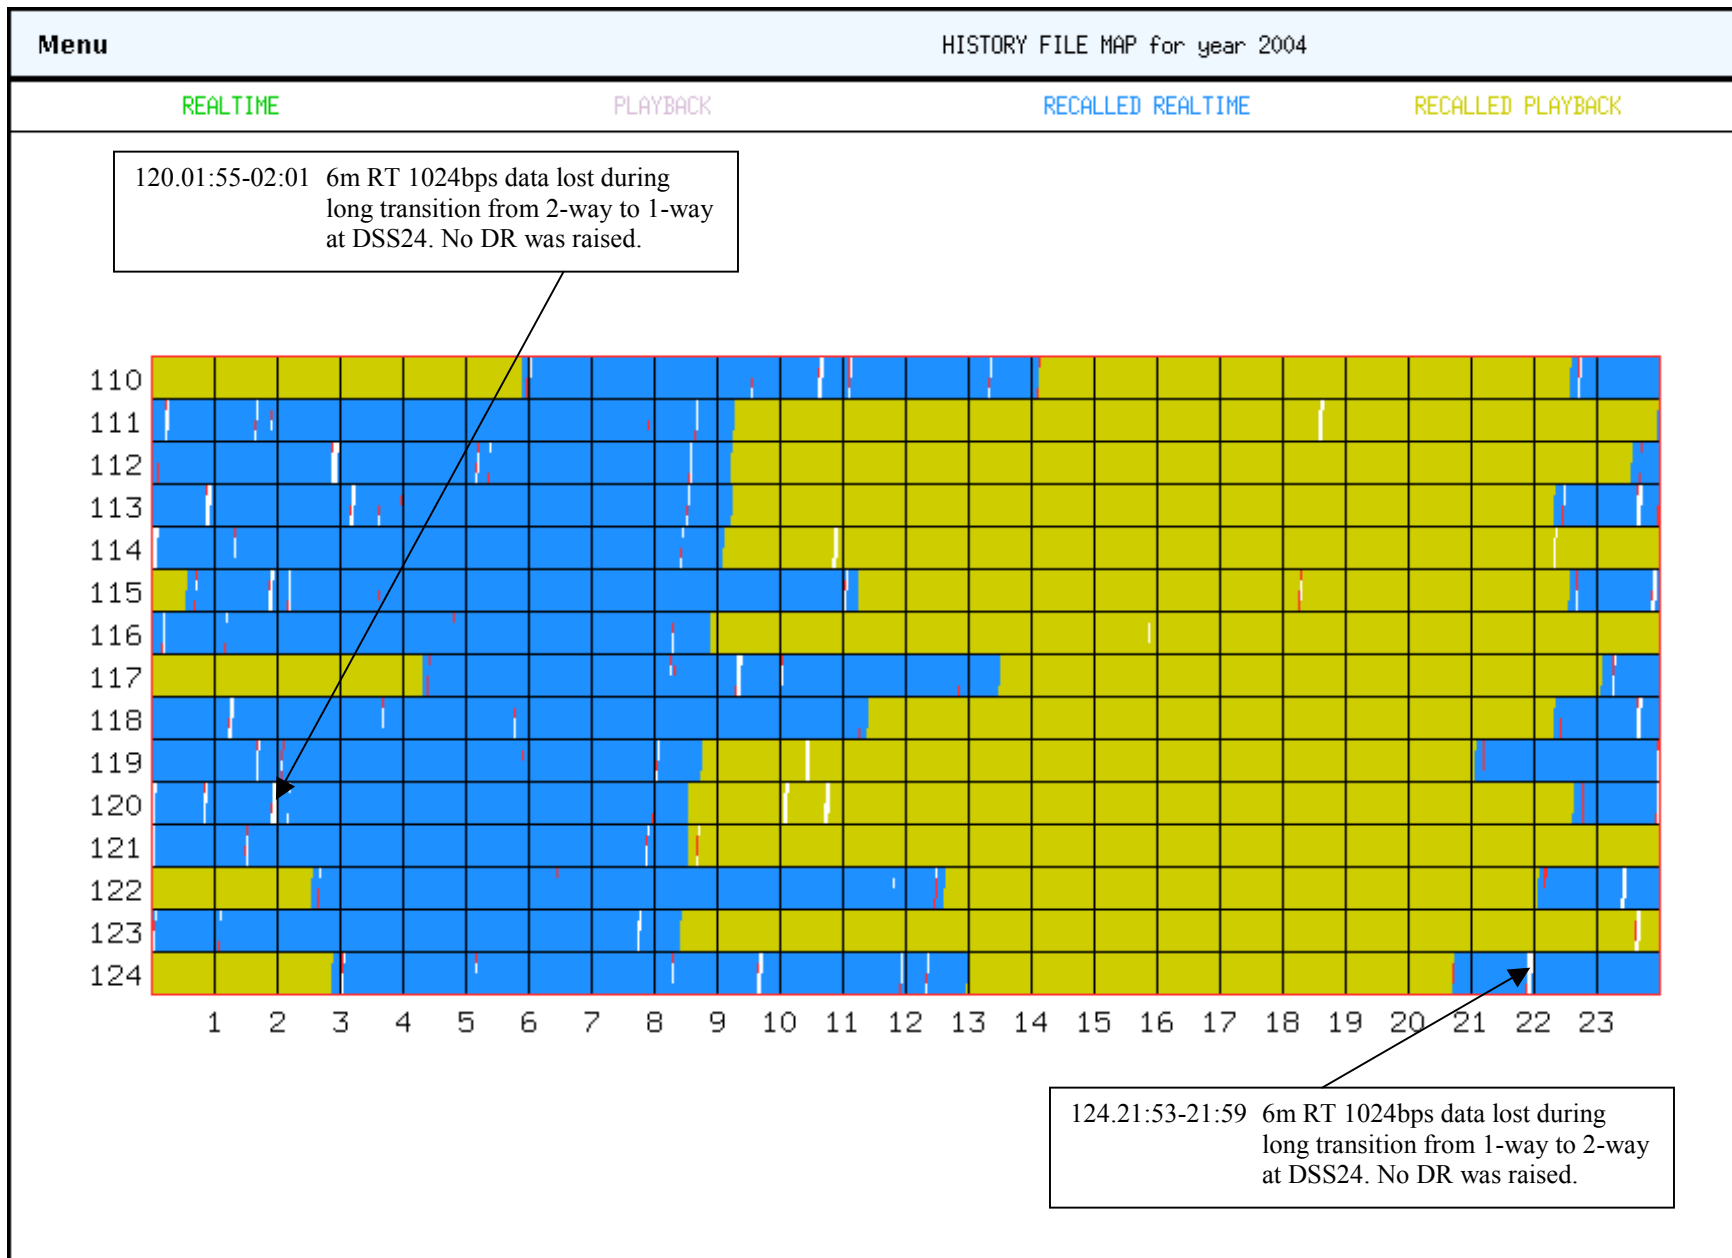 Menu HISTORY FILE MAP for year 2004
REALTIME PLAYBACK RECALLED REALTIME RECALLED PLAYBACK
120.01:55-02:01 6m RT 1024bps data lost during
long transition from 2-way to 1-way
at DSS24. No DR was raised.
110
111
112
113
114
115
116
117
118
119
120
121
122
123
124
1 2 3 4 5 6 7 8 9 10 11 12 13 14 15 16 17 18 19 20 21 22 23
124.21:53-21:59 6m RT 1024bps data lost during
long transition from 1-way to 2-way
at DSS24. No DR was raised.